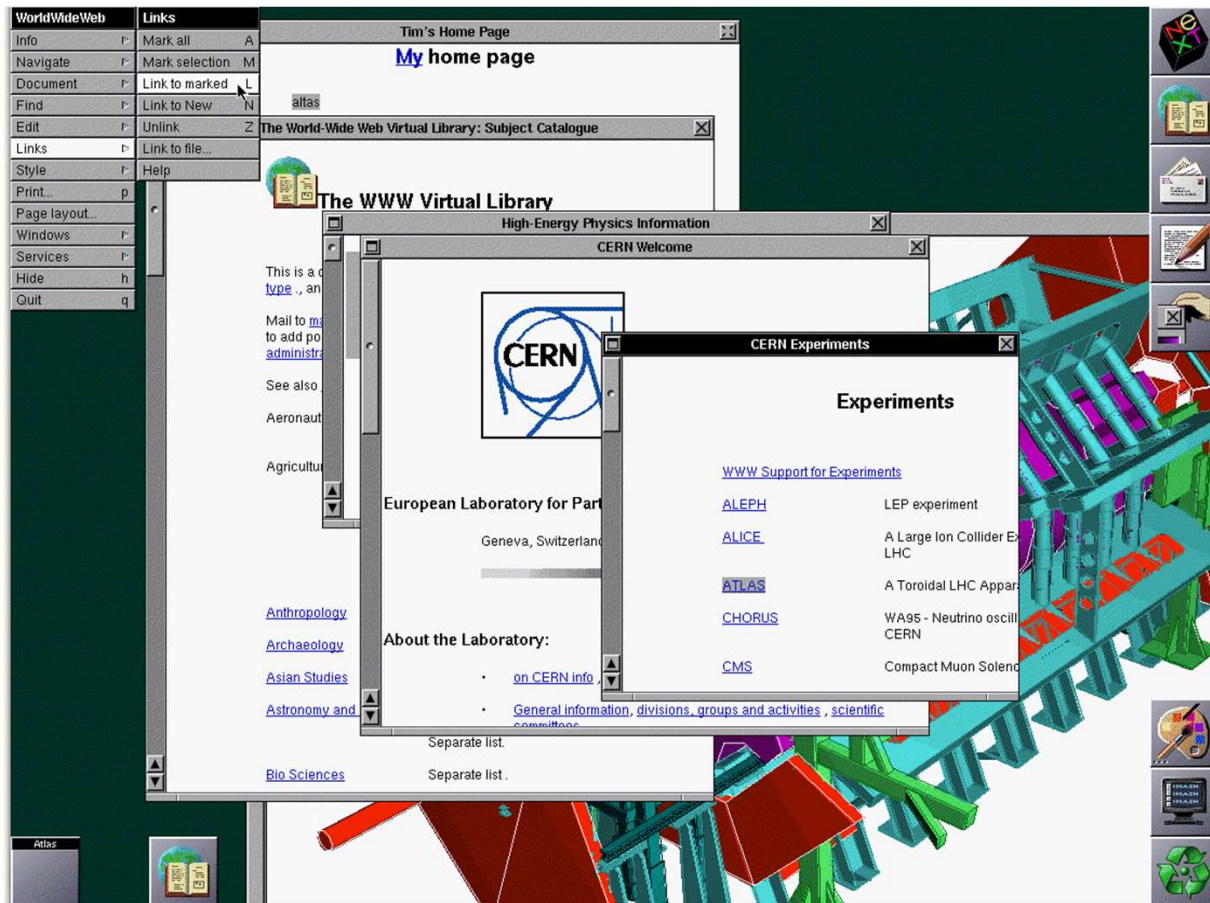 WorldWideWeb
Info
Navigate
Document
Find
Edit
Links
Style
Print... p
Page layout...
Windows
Services
Hide h
Quit q
Links
Mark all A
Mark selection M
Link to marked L
Link to New N
Unlink Z
Link to file...
Help
Tim's Home Page
My home page
altas
The World-Wide Web Virtual Library: Subject Catalogue
The WWW Virtual Library
This is a
type ., an
Mail to
to add po
administra
See also
Aeronaut
Agricultu
Anthropology
Archaeology
Asian Studies
Astronomy and
Separate list.
Bio Sciences Separate list .
High-Energy Physics Information
CERN Welcome
CERN
European Laboratory for Part
Geneva, Switzerland
About the Laboratory:
· on CERN info ,
· General information, divisions, groups and activities , scientific
committees
CERN Experiments
Experiments
WWW Support for Experiments
ALEPH LEP experiment
ALICE A Large Ion Collider Ex
LHC
ATLAS A Toroidal LHC Appar
CHORUS WA95 - Neutrino oscill
CERN
CMS Compact Muon Soleno
NeXT
Atlas